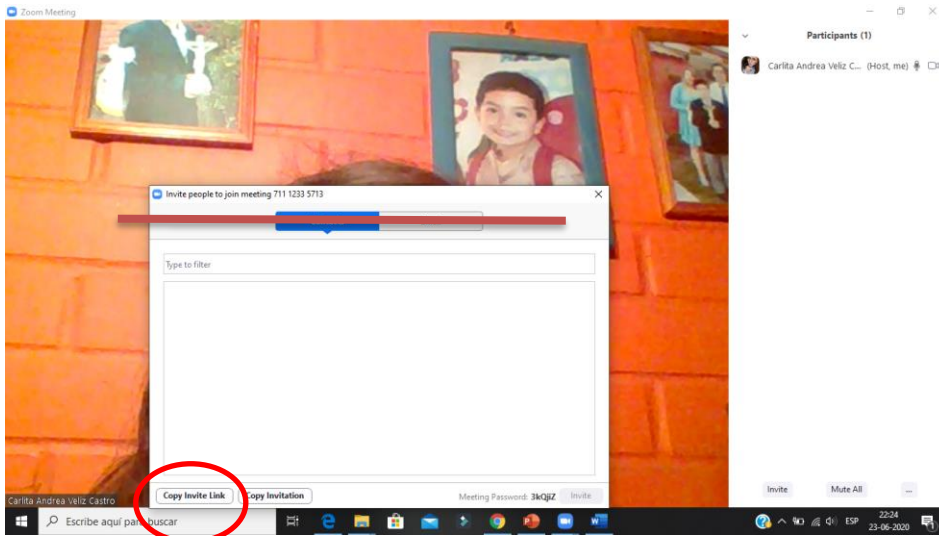 Zoom Meeting
Participants (1)
Carlita Andrea Veliz C... (Host, me)
Invite people to join meeting 711 1233 5713
Type to filter
Copy Invite Link
Copy Invitation
Meeting Password: 3kQjiZ
Invite
Carlita Andrea Veliz Castro
Invite
Mute All
...
Escribe aquí para buscar
ESP
22:24
23-06-2020